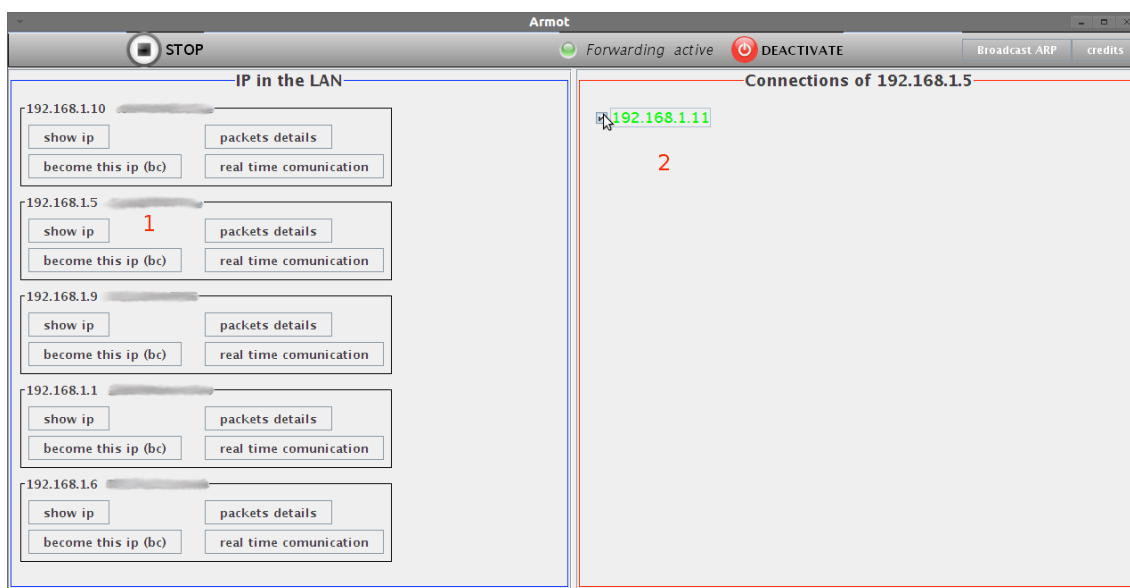 Armot
STOP
Forwarding active
DEACTIVATE
Broadcast ARP
credits
IP in the LAN
192.168.1.10
show ip
packets details
become this ip (bc)
real time comunication
192.168.1.5
1
show ip
packets details
become this ip (bc)
real time comunication
192.168.1.9
show ip
packets details
become this ip (bc)
real time comunication
192.168.1.1
show ip
packets details
become this ip (bc)
real time comunication
192.168.1.6
show ip
packets details
become this ip (bc)
real time comunication
Connections of 192.168.1.5
192.168.1.11
2